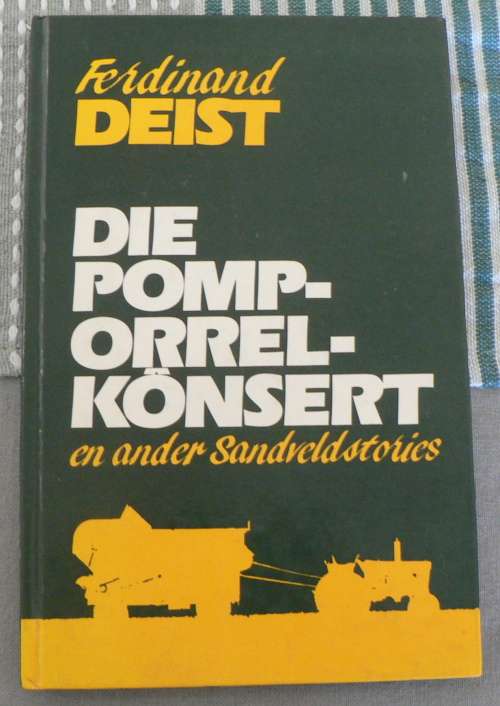 Ferdinand
DEIST
DIE
POMP-
ORREL-
KÖNSERT
en ander Sandveldstories